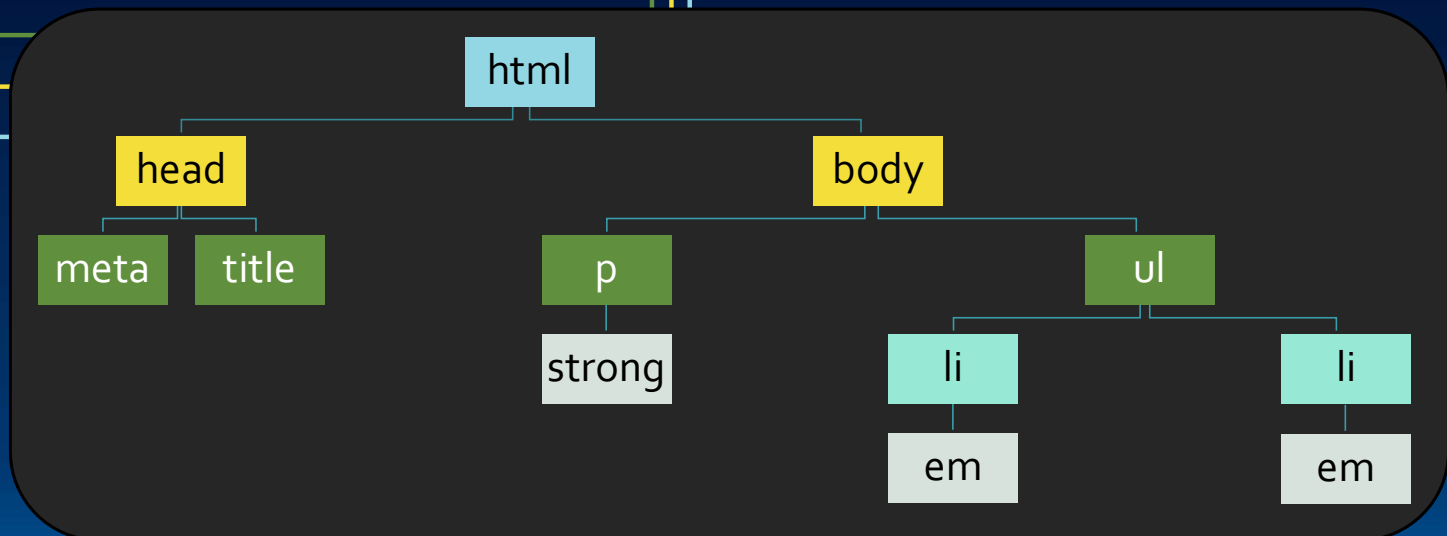 html
head
body
meta
title
p
ul
strong
li
li
em
em